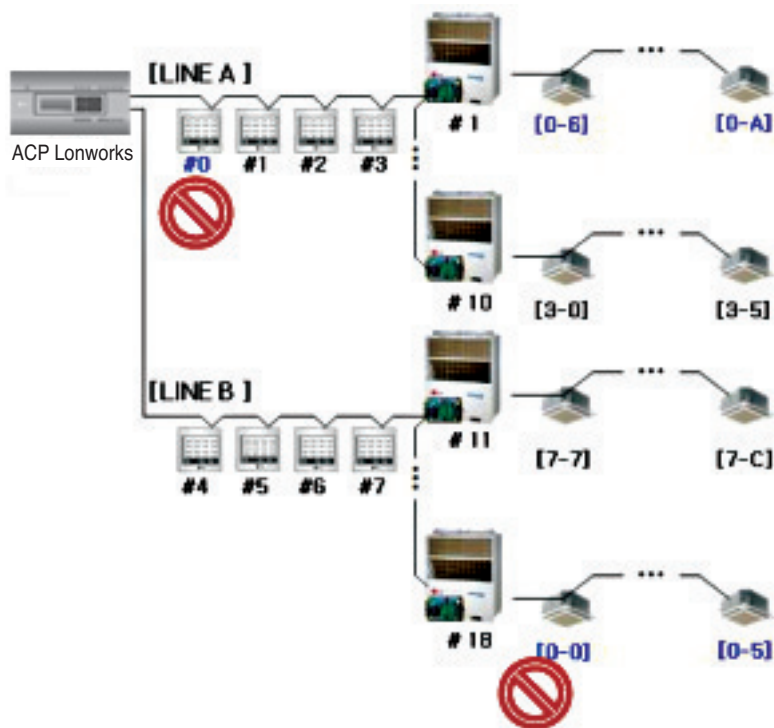 [LINE A]
ACP Lonworks
#0 #1 #2 #3
#1 [0-6] [0-A]
#10 [3-0] [3-5]
[LINE B]
#4 #5 #6 #7
#11 [7-7] [7-C]
#18 [0-0] [0-5]